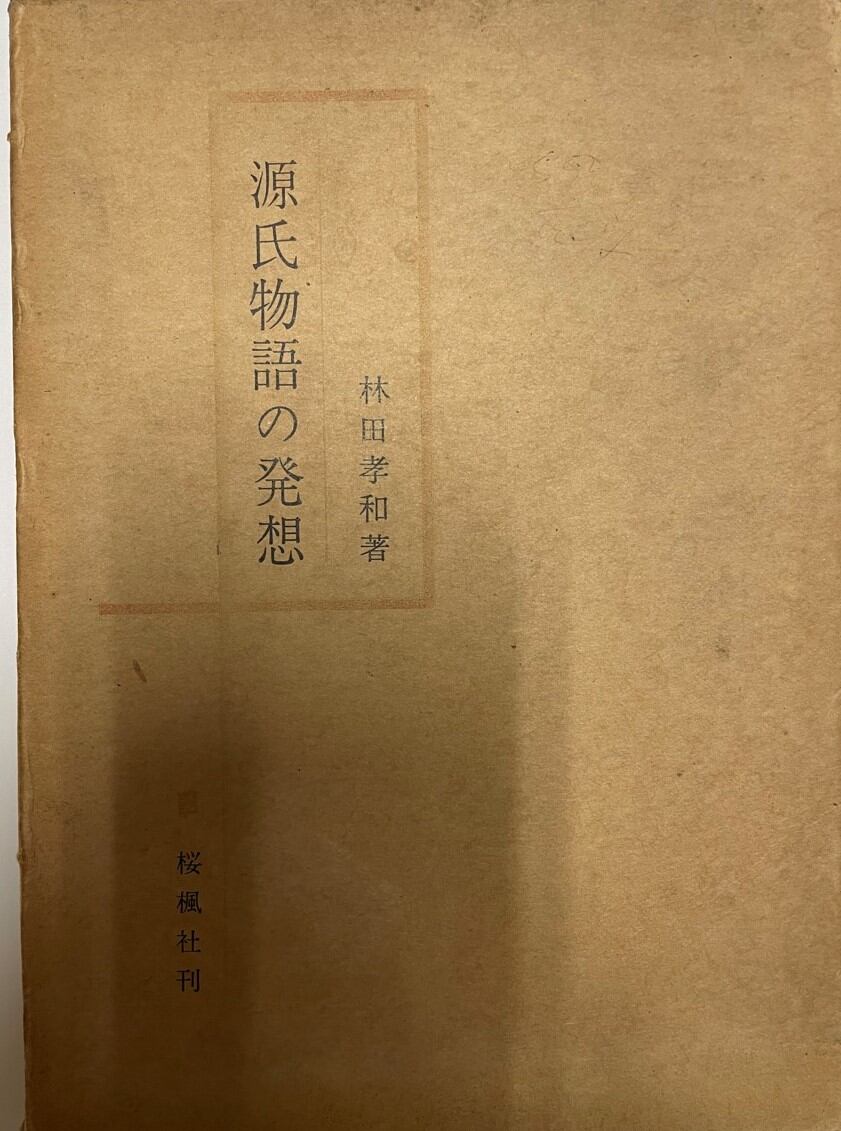 林田孝和著
源氏物語の発想
桜楓社刊